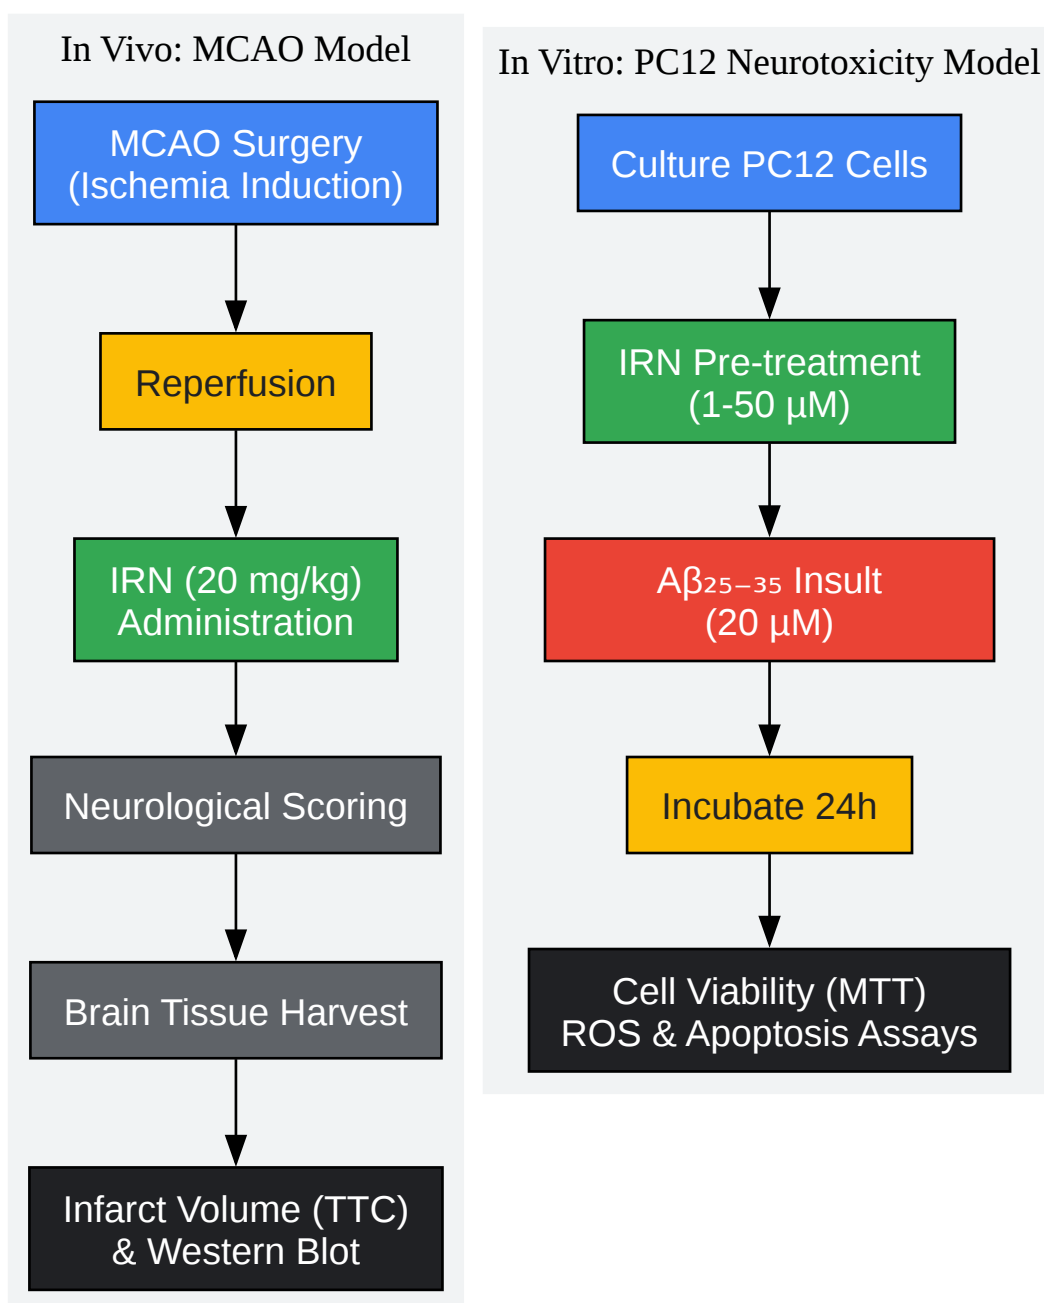 In Vivo: MCAO Model
MCAO Surgery
(Ischemia Induction)
Reperfusion
IRN (20 mg/kg)
Administration
Neurological Scoring
Brain Tissue Harvest
Infarct Volume (TTC)
& Western Blot
In Vitro: PC12 Neurotoxicity Model
Culture PC12 Cells
IRN Pre-treatment
(1-50 µM)
Aβ₂₅₋₃₅ Insult
(20 µM)
Incubate 24h
Cell Viability (MTT)
ROS & Apoptosis Assays